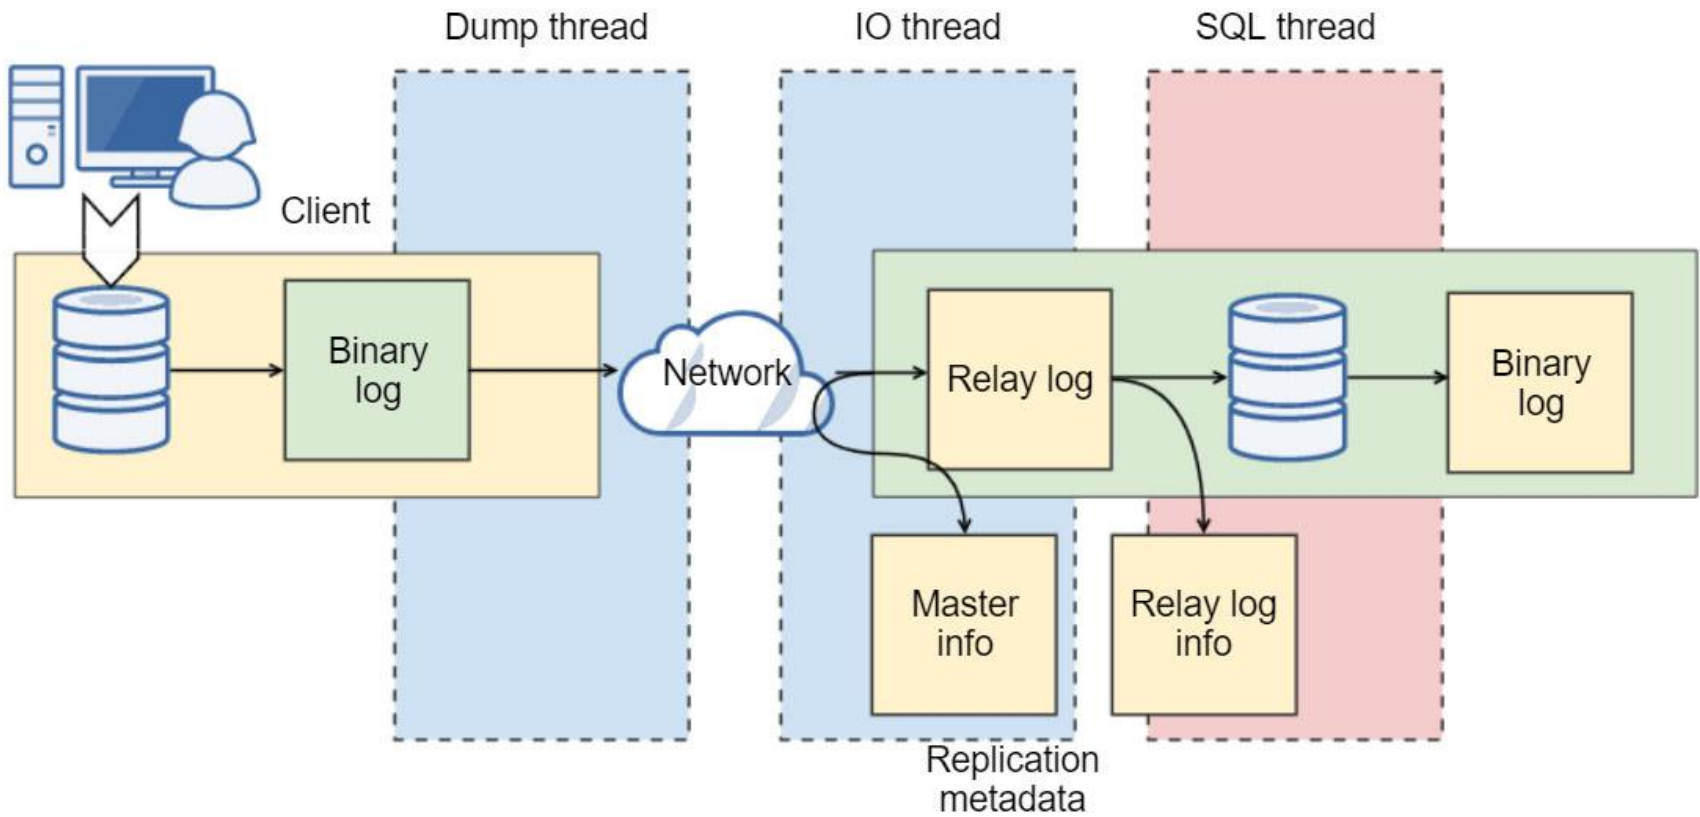 Dump thread
IO thread
SQL thread
Client
Binary
log
Network
Relay log
Binary
log
Master
info
Relay log
info
Replication
metadata